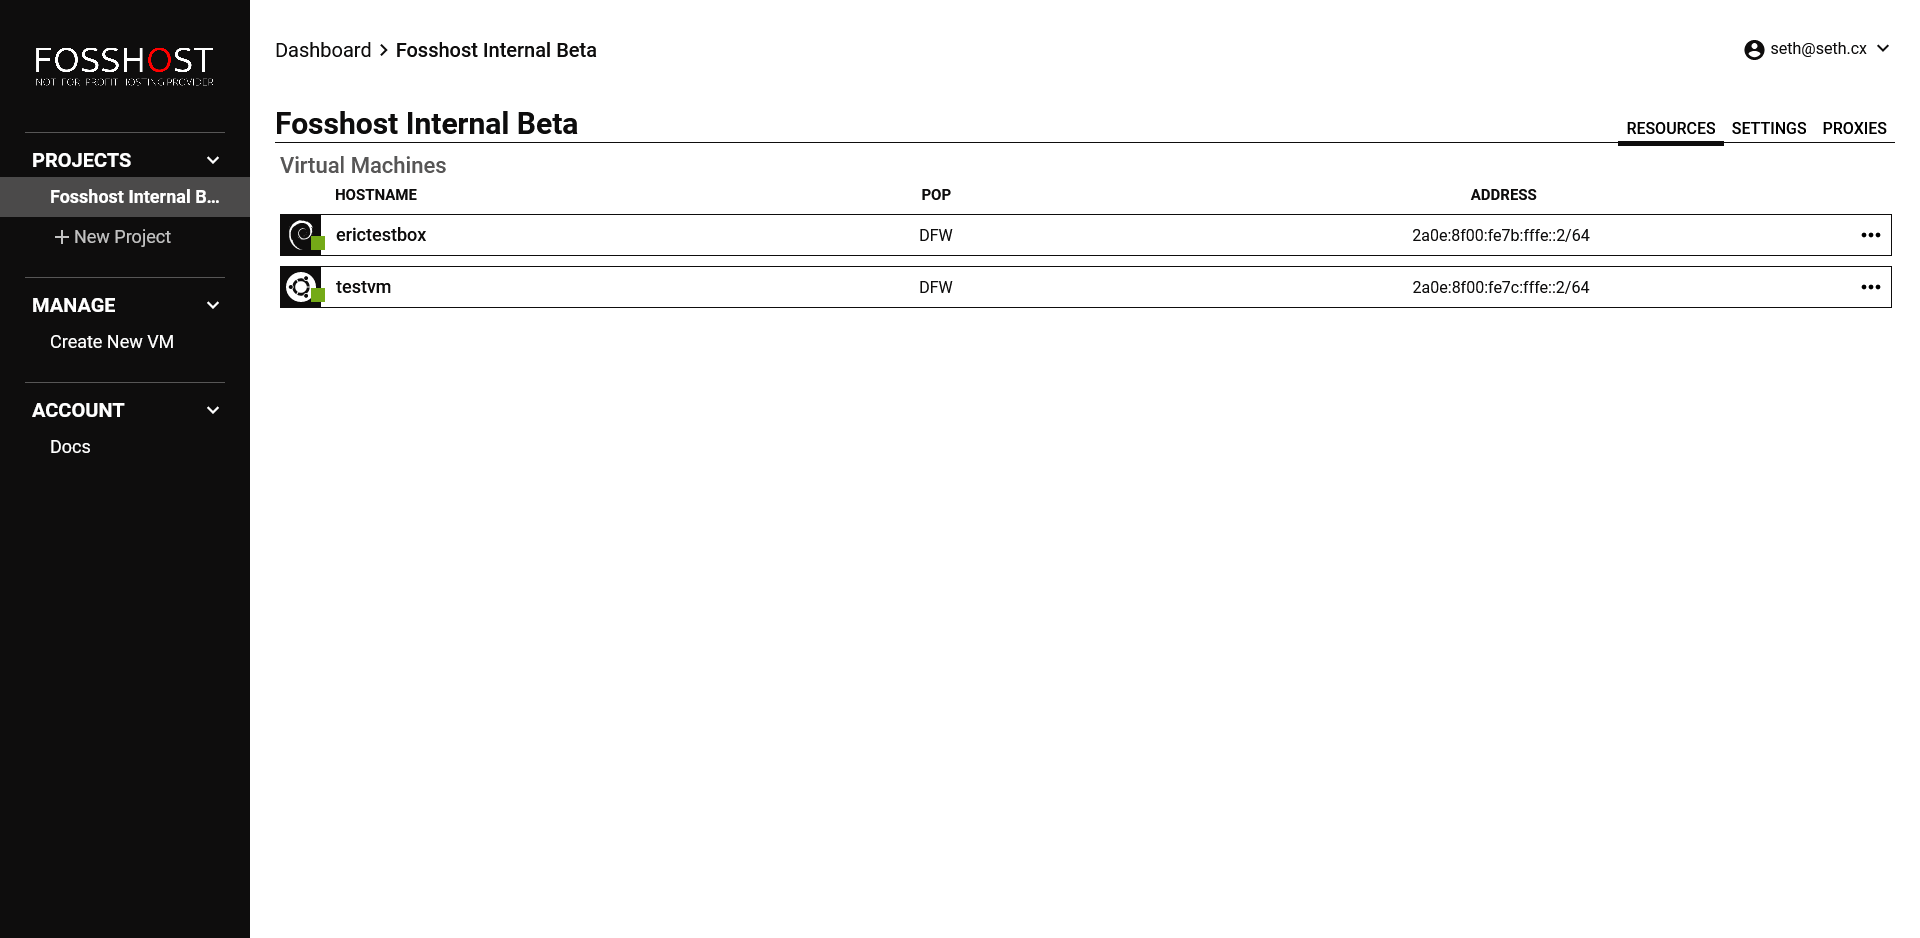 FOSSHOST
NOT FOR PROFIT HOSTING PROVIDER
PROJECTS
Fosshost Internal B...
New Project
MANAGE
Create New VM
ACCOUNT
Docs
Dashboard > Fosshost Internal Beta
seth@seth.cx
Fosshost Internal Beta
RESOURCES SETTINGS PROXIES
Virtual Machines
HOSTNAME POP ADDRESS
erictestbox DFW 2a0e:8f00:fe7b:fffe::2/64
testvm DFW 2a0e:8f00:fe7c:fffe::2/64